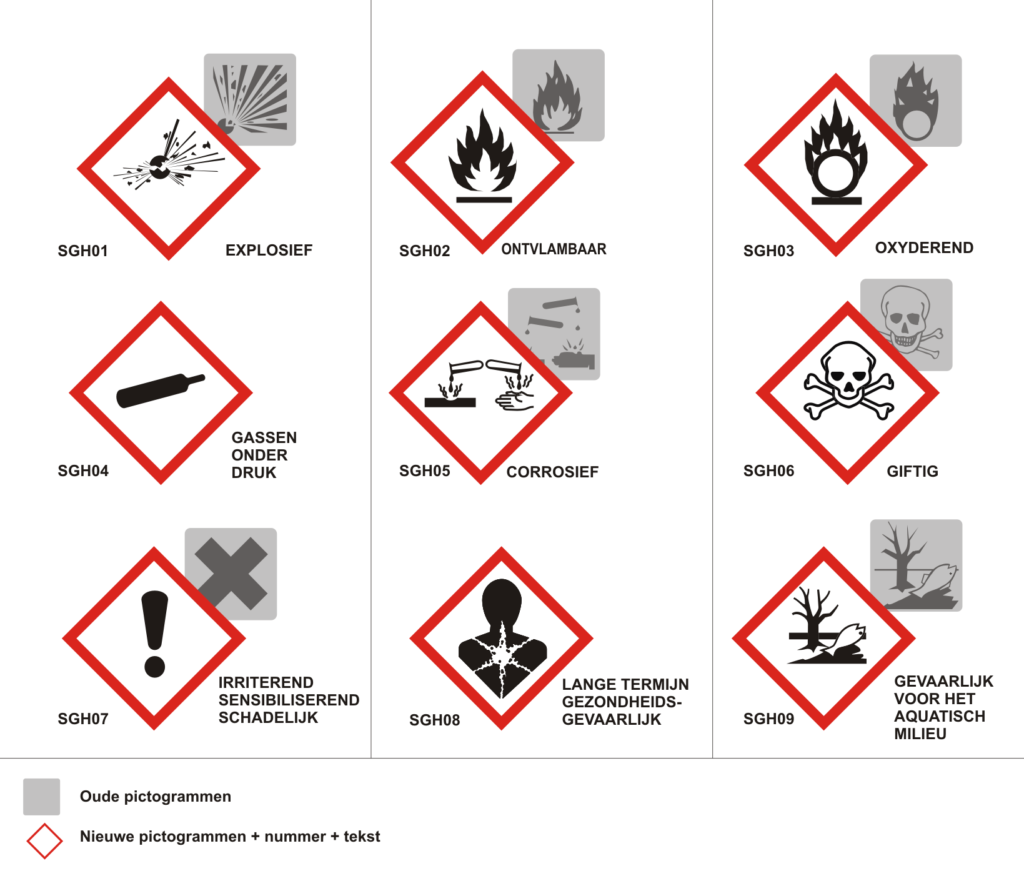 SGH01
EXPLOSIEF
SGH02
ONTVLAMBAAR
SGH03
OXYDEREND
SGH04
GASSEN
ONDER
DRUK
SGH05
CORROSIEF
SGH06
GIFTIG
SGH07
IRRITEREND
SENSIBILISEREND
SCHADELIJK
SGH08
LANGE TERMIJN
GEZONDHEIDS-
GEVAARLIJK
SGH09
GEVAARLIJK
VOOR HET
AQUATISCH
MILIEU
Oude pictogrammen
Nieuwe pictogrammen + nummer + tekst